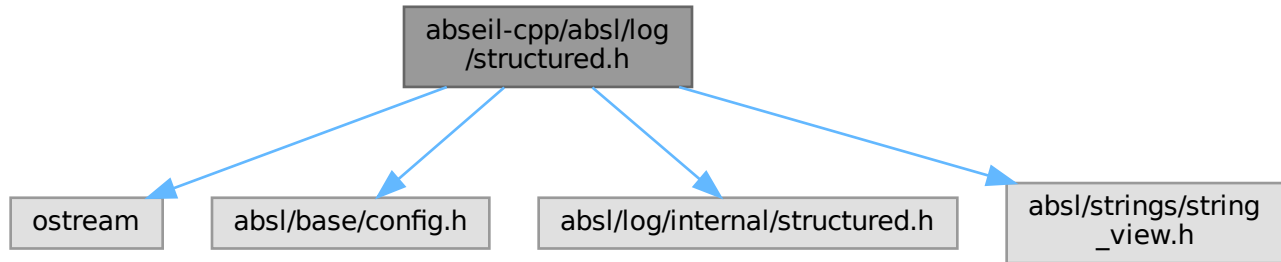 abseil-cpp/absl/log
/structured.h
ostream
absl/base/config.h
absl/log/internal/structured.h
absl/strings/string
_view.h